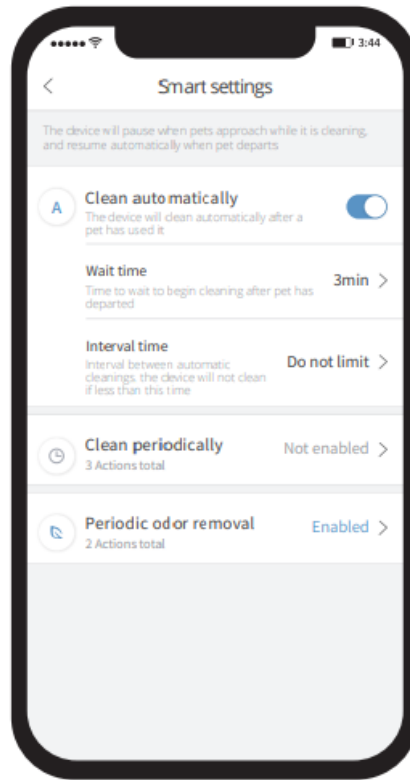 3:44
Smart settings
The device will pause when pets approach while it is cleaning,
and resume automatically when pet departs
A
Clean automatically
The device will clean automatically after a
pet has used it
Wait time
Time to wait to begin cleaning after pet has
departed
3min
Interval time
Interval between automatic
cleanings. the device will not clean
if less than this time
Do not limit
Clean periodically
3 Actions total
Not enabled
Periodic odor removal
2 Actions total
Enabled